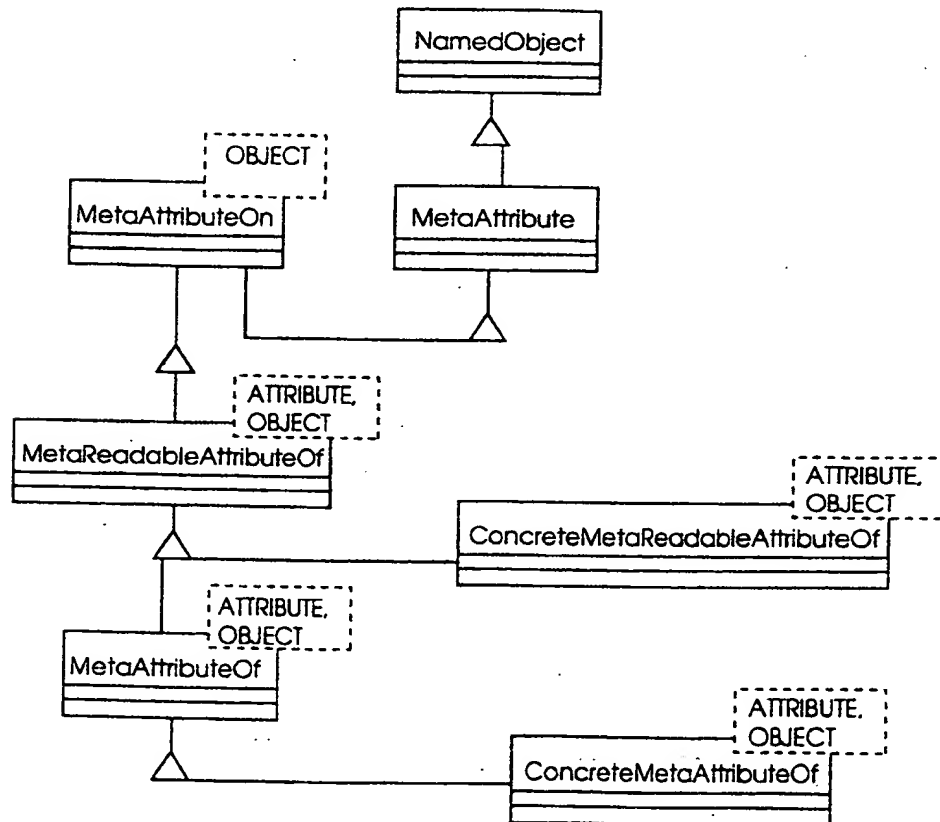 NamedObject
OBJECT
MetaAttributeOn
MetaAttribute
ATTRIBUTE,
OBJECT
MetaReadableAttributeOf
ATTRIBUTE,
OBJECT
ConcreteMetaReadableAttributeOf
ATTRIBUTE,
OBJECT
MetaAttributeOf
ATTRIBUTE,
OBJECT
ConcreteMetaAttributeOf